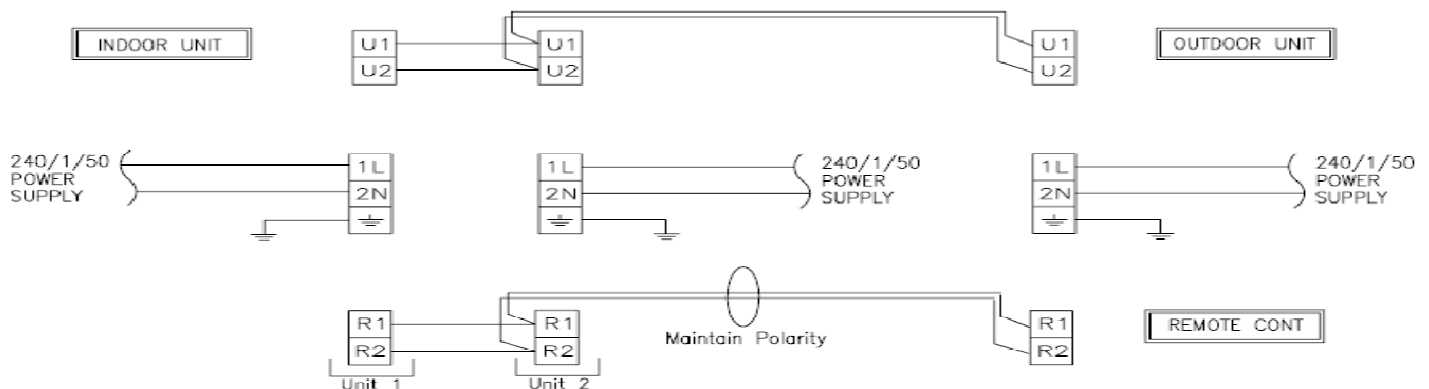 INDOOR UNIT
U1
U2
U1
U2
U1
U2
OUTDOOR UNIT
240/1/50
POWER
SUPPLY
1L
2N
1L
2N
240/1/50
POWER
SUPPLY
1L
2N
240/1/50
POWER
SUPPLY
R1
R2
Unit 1
R1
R2
Unit 2
Maintain Polarity
R1
R2
REMOTE CONT